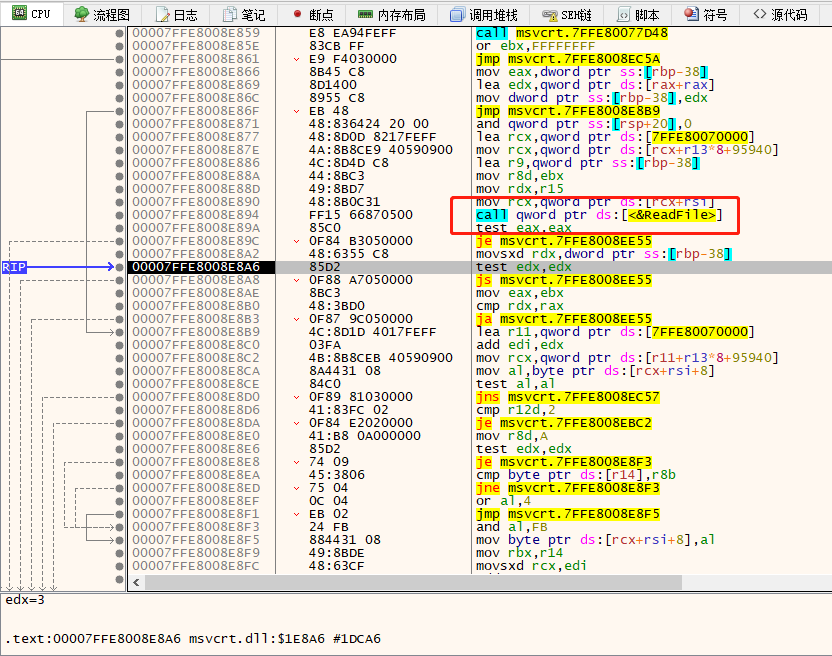 CPU 流程图 日志 笔记 断点 内存布局 调用堆栈 SEH链 脚本 符号 源代码
00007FFE8008E859 E8 EA94FEFF call msvcrt.7FFE80077D48
00007FFE8008E85E 83CB FF or ebx,FFFFFFFF
00007FFE8008E861 E9 F4030000 jmp msvcrt.7FFE8008EC5A
00007FFE8008E866 8B45 C8 mov eax,dword ptr ss:[rbp-38]
00007FFE8008E869 8D1400 lea edx,qword ptr ds:[rax+rax]
00007FFE8008E86C 8955 C8 mov dword ptr ss:[rbp-38],edx
00007FFE8008E86F EB 48 jmp msvcrt.7FFE8008E8B9
00007FFE8008E871 48:836424 20 00 and qword ptr ss:[rsp+20],0
00007FFE8008E877 48:8D0D 8217FEFF lea rcx,qword ptr ds:[7FFE80070000]
00007FFE8008E87E 4A:8B8CE9 40590900 mov rcx,qword ptr ds:[rcx+r13*8+95940]
00007FFE8008E886 4C:8D4D C8 lea r9,qword ptr ss:[rbp-38]
00007FFE8008E88A 44:8BC3 mov r8d,ebx
00007FFE8008E88D 49:8BD7 mov rdx,r15
00007FFE8008E890 48:8B0C31 mov rcx,qword ptr ds:[rcx+rsi]
00007FFE8008E894 FF15 66870500 call qword ptr ds:[<&ReadFile>]
00007FFE8008E89A 85C0 test eax,eax
00007FFE8008E89C 0F84 B3050000 je msvcrt.7FFE8008EE55
00007FFE8008E8A2 48:6355 C8 movsxd rdx,dword ptr ss:[rbp-38]
RIP 00007FFE8008E8A6 85D2 test edx,edx
00007FFE8008E8A8 0F88 A7050000 js msvcrt.7FFE8008EE55
00007FFE8008E8AE 8BC3 mov eax,ebx
00007FFE8008E8B0 48:3BD0 cmp rdx,rax
00007FFE8008E8B3 0F87 9C050000 ja msvcrt.7FFE8008EE55
00007FFE8008E8B9 4C:8D1D 4017FEFF lea r11,qword ptr ds:[7FFE80070000]
00007FFE8008E8C0 03FA add edi,edx
00007FFE8008E8C2 4B:8B8CEB 40590900 mov rcx,qword ptr ds:[r11+r13*8+95940]
00007FFE8008E8CA 8A4431 08 mov al,byte ptr ds:[rcx+rsi+8]
00007FFE8008E8CE 84C0 test al,al
00007FFE8008E8D0 0F89 81030000 jns msvcrt.7FFE8008EC57
00007FFE8008E8D6 41:83FC 02 cmp r12d,2
00007FFE8008E8DA 0F84 E2020000 je msvcrt.7FFE8008EBC2
00007FFE8008E8E0 41:B8 0A000000 mov r8d,A
00007FFE8008E8E6 85D2 test edx,edx
00007FFE8008E8E8 74 09 je msvcrt.7FFE8008E8F3
00007FFE8008E8EA 45:3806 cmp byte ptr ds:[r14],r8b
00007FFE8008E8ED 75 04 jne msvcrt.7FFE8008E8F3
00007FFE8008E8EF 0C 04 or al,4
00007FFE8008E8F1 EB 02 jmp msvcrt.7FFE8008E8F5
00007FFE8008E8F3 24 FB and al,FB
00007FFE8008E8F5 884431 08 mov byte ptr ds:[rcx+rsi+8],al
00007FFE8008E8F9 49:8BDE mov rbx,r14
00007FFE8008E8FC 48:63CF movsxd rcx,edi
edx=3
.text:00007FFE8008E8A6 msvcrt.dll:$1E8A6 #1DCA6